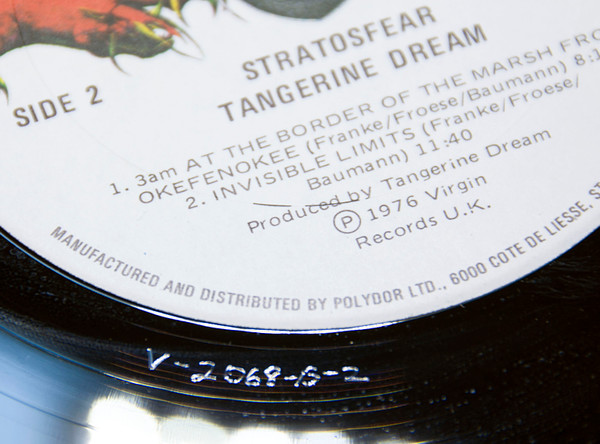 STRATOSFEAR
TANGERINE DREAM
SIDE 2
1. 3am AT THE BORDER OF THE MARSH FRO
OKEFENOKEE (Franke/Froese/Baumann) 8:1
2. INVISIBLE LIMITS (Franke/Froese/
Baumann) 11:40
Produced by Tangerine Dream
Ⓟ 1976 Virgin
Records U.K.
MANUFACTURED AND DISTRIBUTED BY POLYDOR LTD., 6000 COTE DE LIESSE, ST
V-2068-B-2